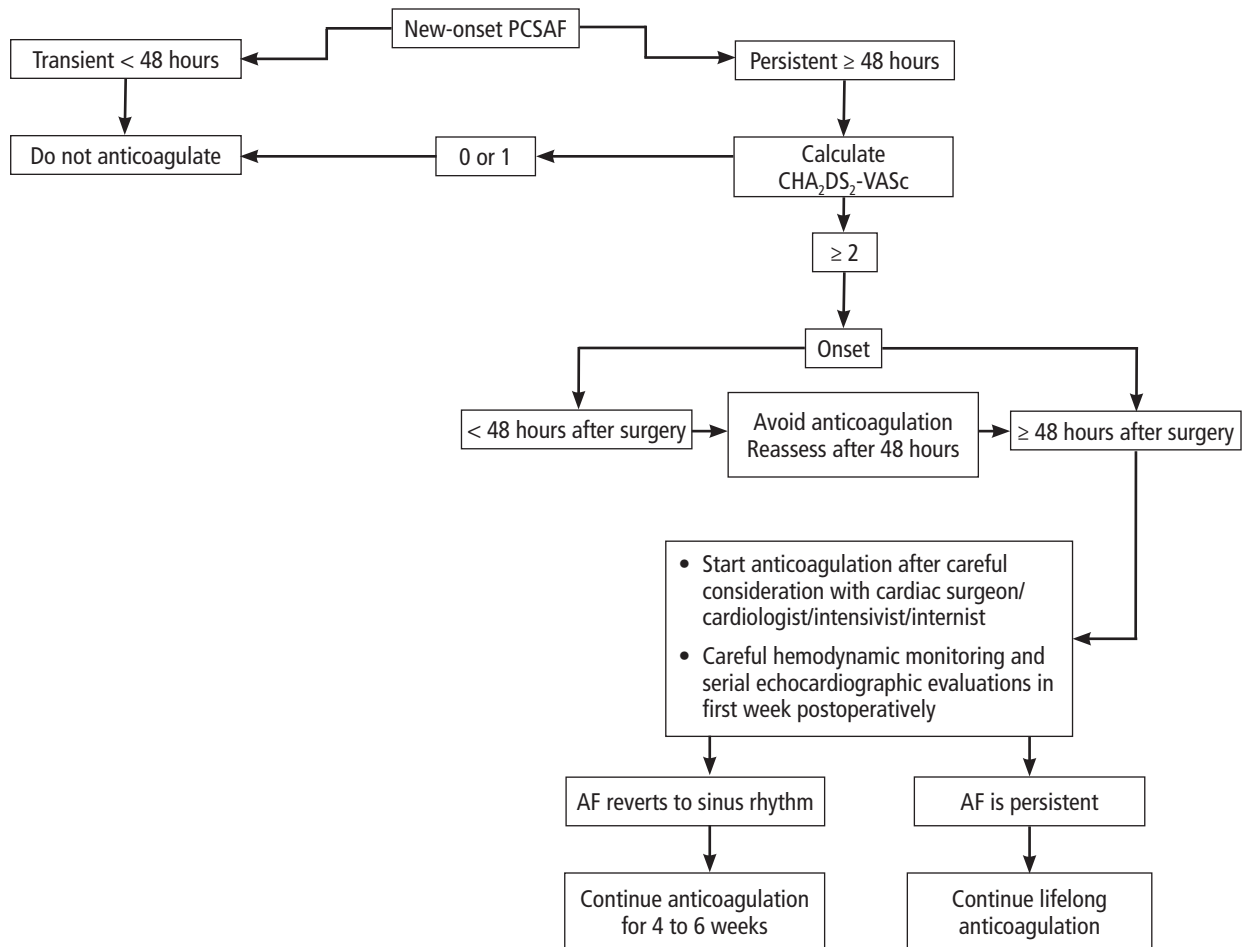 New-onset PCSAF
Transient < 48 hours
Persistent ≥ 48 hours
Do not anticoagulate
0 or 1
Calculate
CHA₂DS₂-VASc
≥ 2
Onset
< 48 hours after surgery
Avoid anticoagulation
Reassess after 48 hours
≥ 48 hours after surgery
• Start anticoagulation after careful
consideration with cardiac surgeon/
cardiologist/intensivist/internist
• Careful hemodynamic monitoring and
serial echocardiographic evaluations in
first week postoperatively
AF reverts to sinus rhythm
AF is persistent
Continue anticoagulation
for 4 to 6 weeks
Continue lifelong
anticoagulation